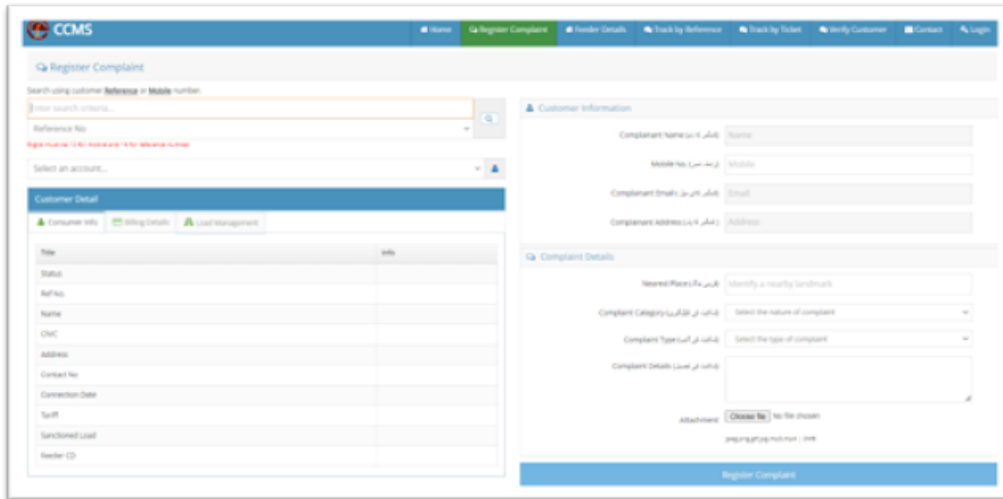 CCMS
Home
Register Complaint
Feeder Details
Track by Reference
Track by Ticket
Verify Customer
Contact
Login
Register Complaint
Search using customer Reference or Mobile number.
Enter search criteria...
Reference No
Select an account...
Customer Detail
Consumer Info
Billing Details
Load Management
Title Info
Status
Ref No.
Name
CNIC
Address
Contact No
Connection Date
Tariff
Sanctioned Load
Feeder CD
Customer Information
Complainant Name
Name
Mobile No.
Mobile
Complainant Email
Email
Complainant Address
Address
Complaint Details
Nearest Place
Identify a nearby landmark
Complaint Category
Select the nature of complaint
Complaint Type
Select the type of complaint
Complaint Details
Attachment
Choose file No file chosen
Register Complaint